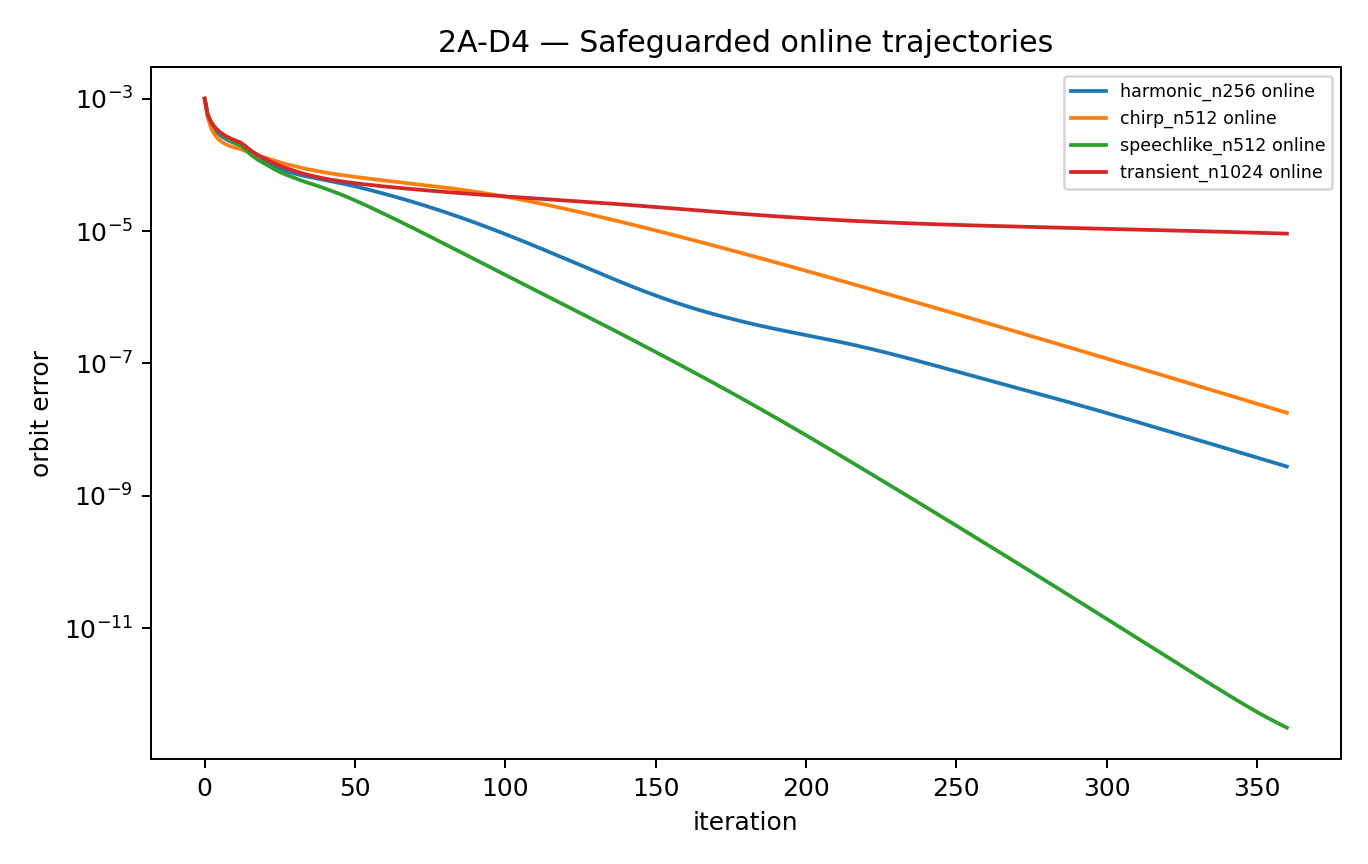 2A-D4 — Safeguarded online trajectories
harmonic_n256 online
chirp_n512 online
speechlike_n512 online
transient_n1024 online
orbit error
10⁻³
10⁻⁵
10⁻⁷
10⁻⁹
10⁻¹¹
0 50 100 150 200 250 300 350
iteration